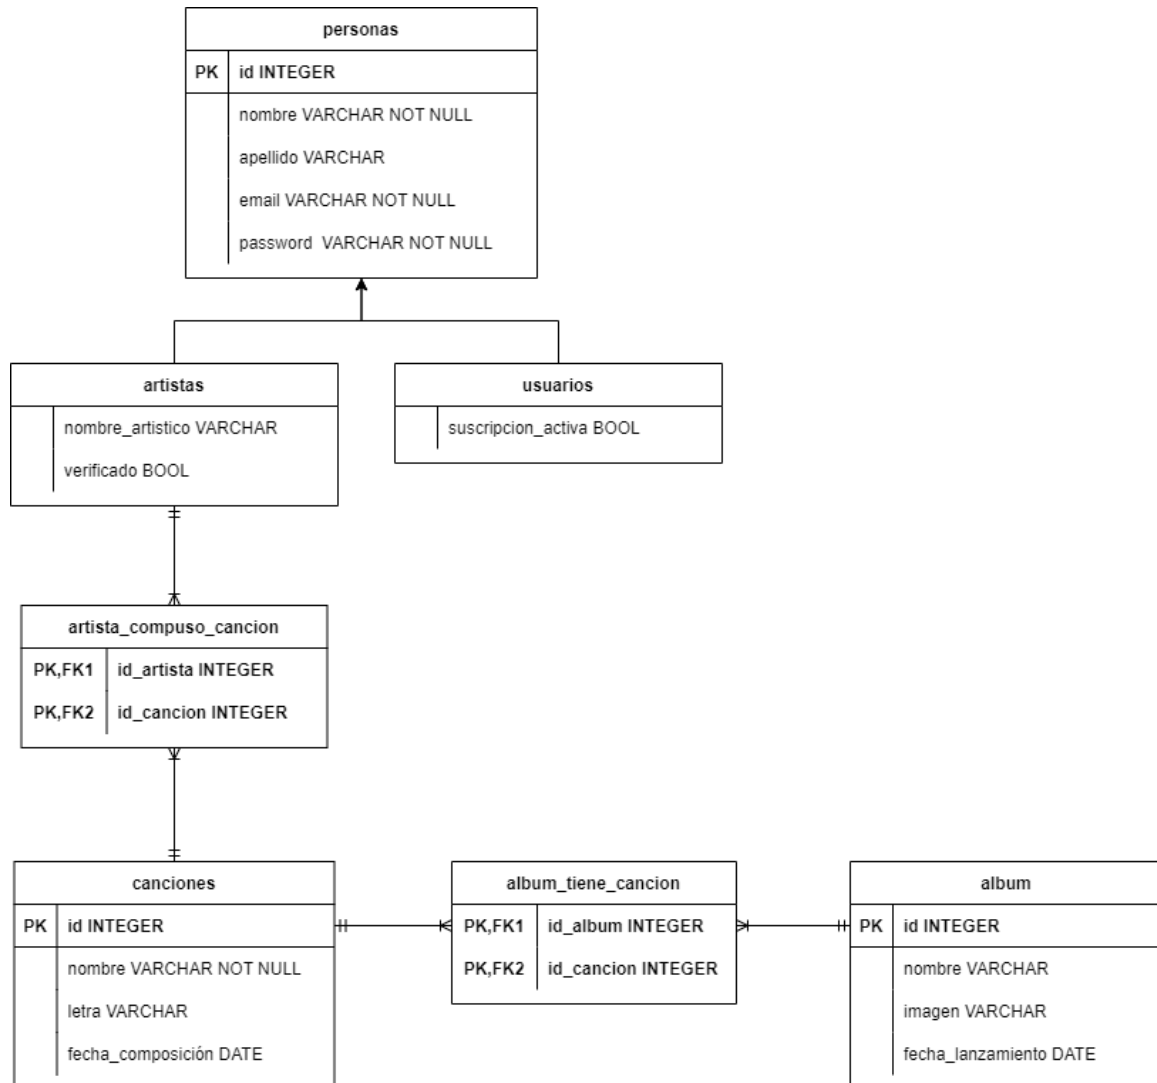 personas
PK id INTEGER
nombre VARCHAR NOT NULL
apellido VARCHAR
email VARCHAR NOT NULL
password VARCHAR NOT NULL
artistas
nombre_artistico VARCHAR
verificado BOOL
usuarios
suscripcion_activa BOOL
artista_compuso_cancion
PK,FK1 id_artista INTEGER
PK,FK2 id_cancion INTEGER
canciones
PK id INTEGER
nombre VARCHAR NOT NULL
letra VARCHAR
fecha_composición DATE
album_tiene_cancion
PK,FK1 id_album INTEGER
PK,FK2 id_cancion INTEGER
album
PK id INTEGER
nombre VARCHAR
imagen VARCHAR
fecha_lanzamiento DATE